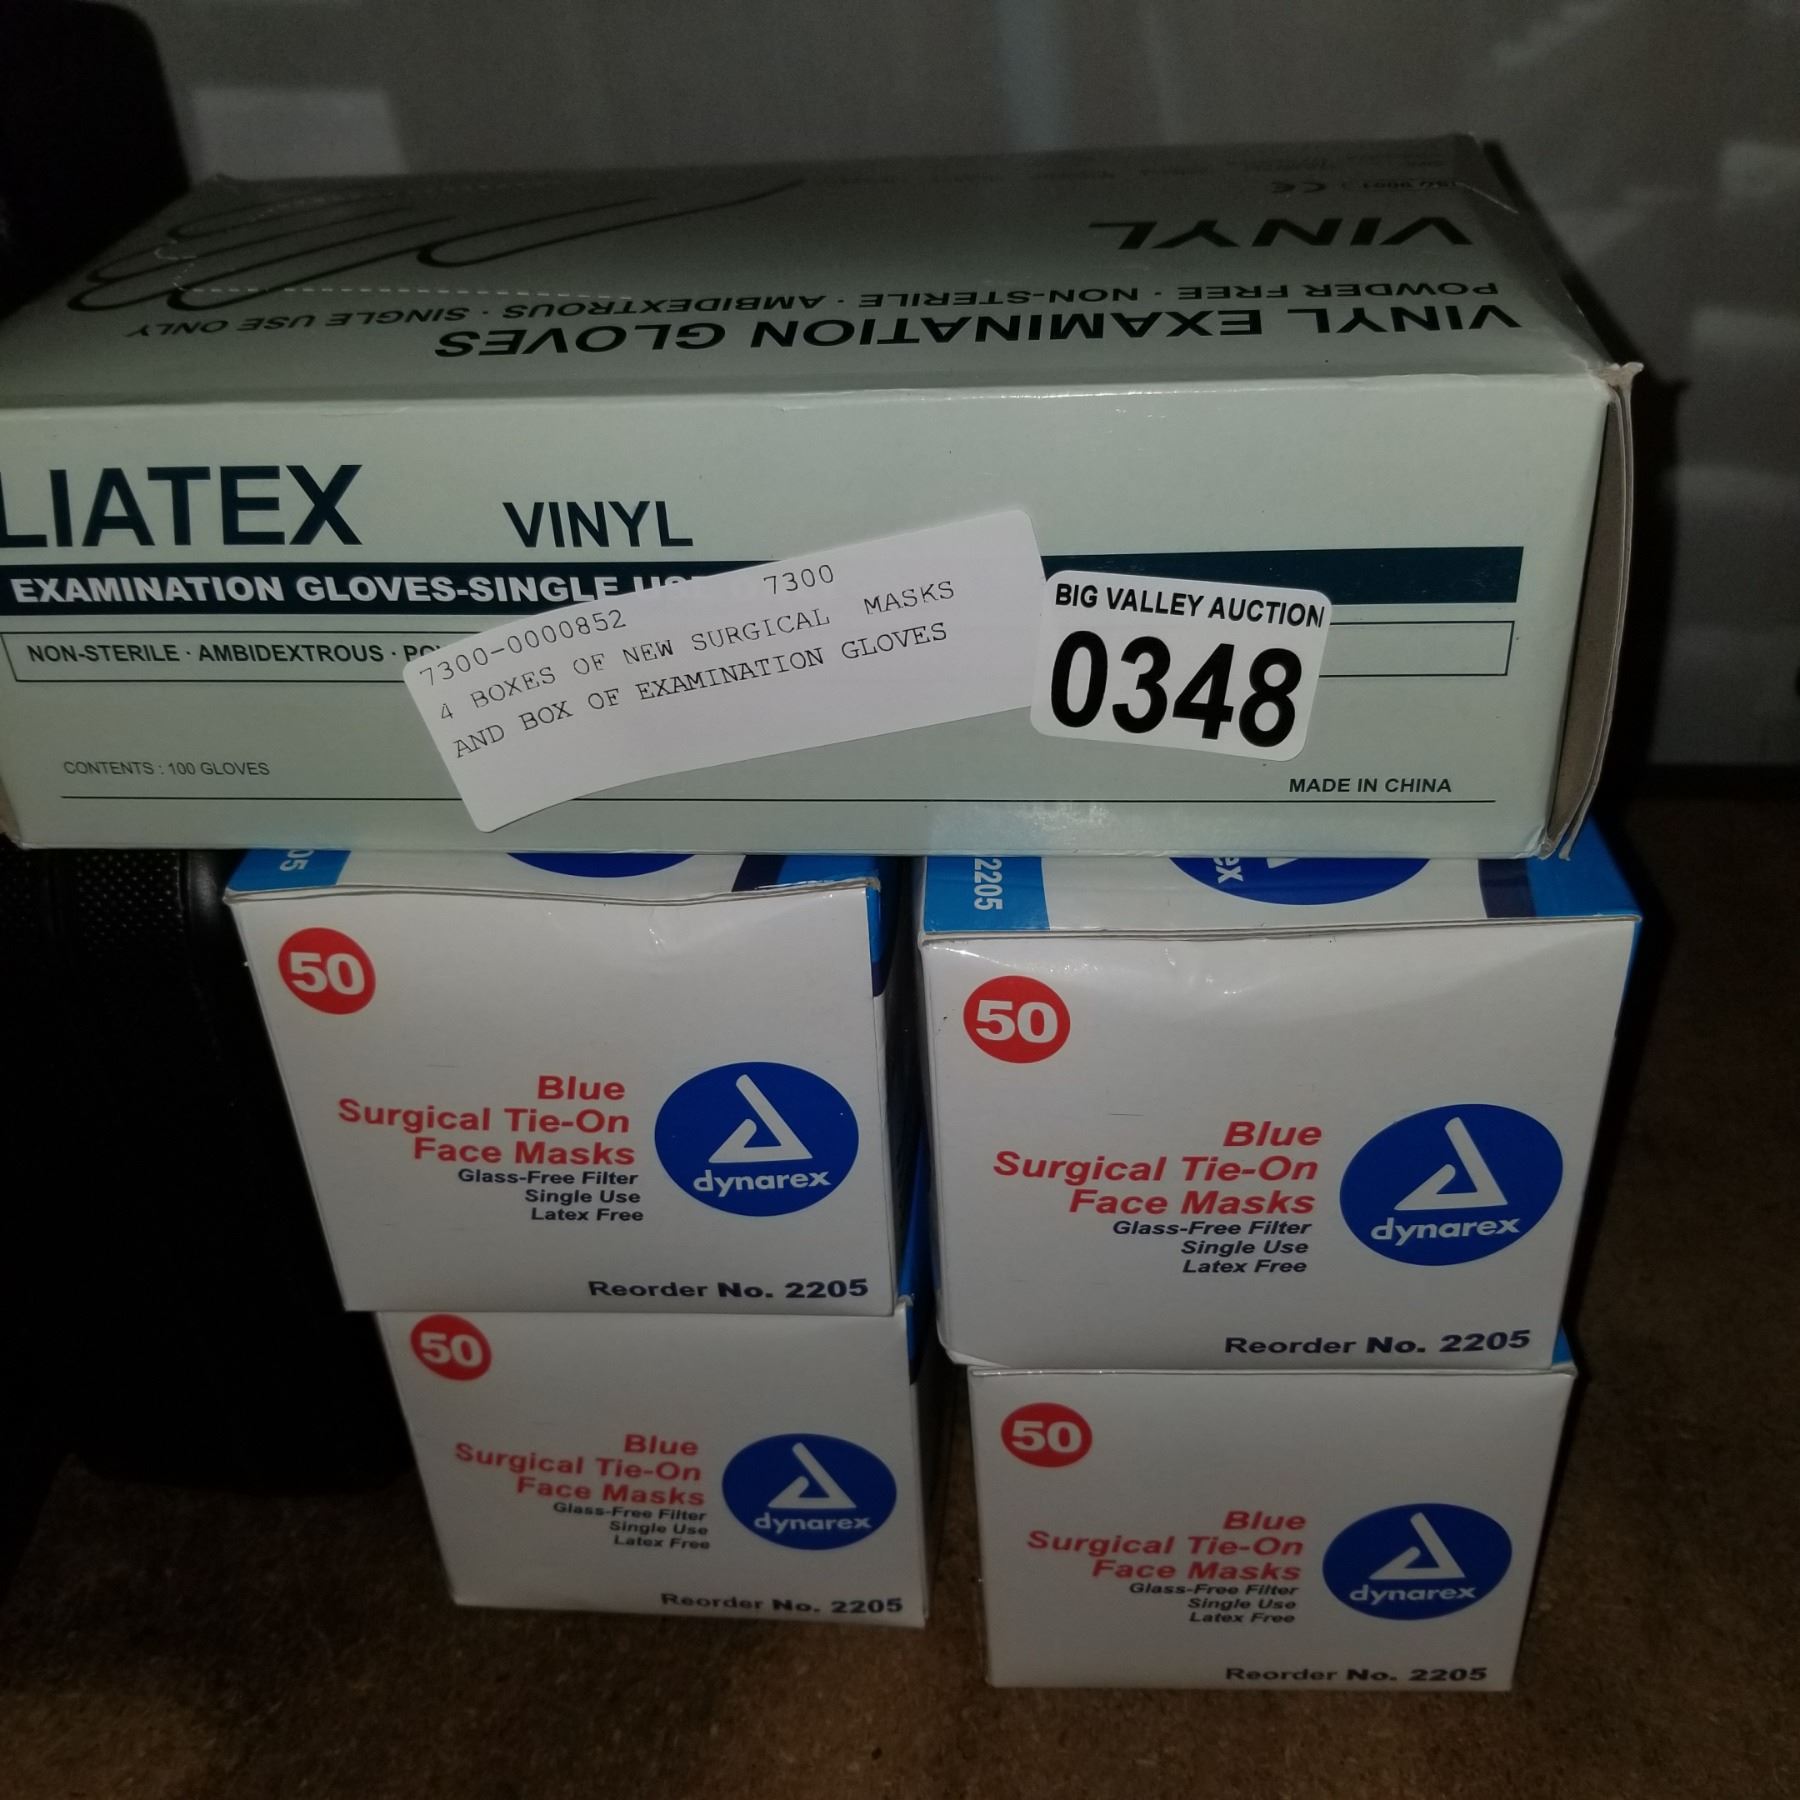 VINYL
POWDER FREE · NON-STERILE · AMBIDEXTROUS · SINGLE USE ONLY
VINYL EXAMINATION GLOVES
LIATEX VINYL
EXAMINATION GLOVES-SINGLE
NON-STERILE · AMBIDEXTROUS ·
7300-0000852 7300
4 BOXES OF NEW SURGICAL MASKS
AND BOX OF EXAMINATION GLOVES
BIG VALLEY AUCTION
0348
CONTENTS : 100 GLOVES
MADE IN CHINA
2205
50
Blue
Surgical Tie-On
Face Masks
Glass-Free Filter
Single Use
Latex Free
dynarex
Reorder No. 2205
50
Blue
Surgical Tie-On
Face Masks
Glass-Free Filter
Single Use
Latex Free
dynarex
Reorder No. 2205
50
Blue
Surgical Tie-On
Face Masks
Glass-Free Filter
Single Use
Latex Free
dynarex
Reorder No. 2205
50
Blue
Surgical Tie-On
Face Masks
Glass-Free Filter
Single Use
Latex Free
dynarex
Reorder No. 2205